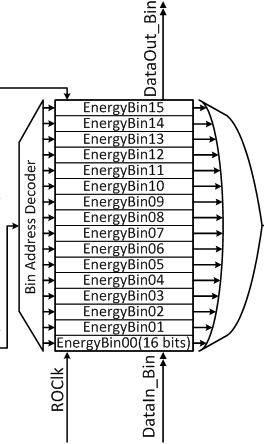 DataOut_Bin
EnergyBin15
EnergyBin14
EnergyBin13
EnergyBin12
EnergyBin11
EnergyBin10
EnergyBin09
EnergyBin08
EnergyBin07
EnergyBin06
EnergyBin05
EnergyBin04
EnergyBin03
EnergyBin02
EnergyBin01
EnergyBin00(16 bits)
Bin Address Decoder
ROClk
DataIn_Bin